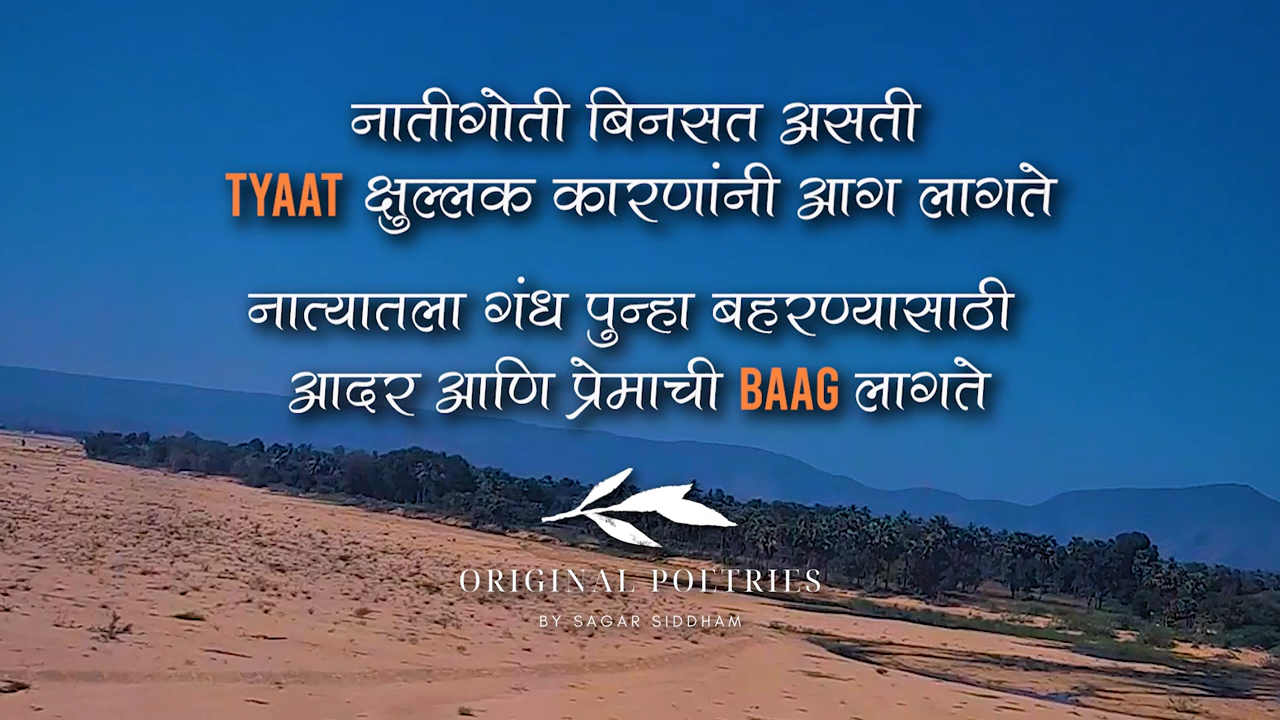 नातीगोती बिनसत असती
TYAAT क्षुल्लक कारणांनी आग लागते
नात्यातला गंध पुन्हा बहरण्यासाठी
आदर आणि प्रेमाची BAAG लागते
ORIGINAL POETRIES
BY SAGAR SIDDHAM